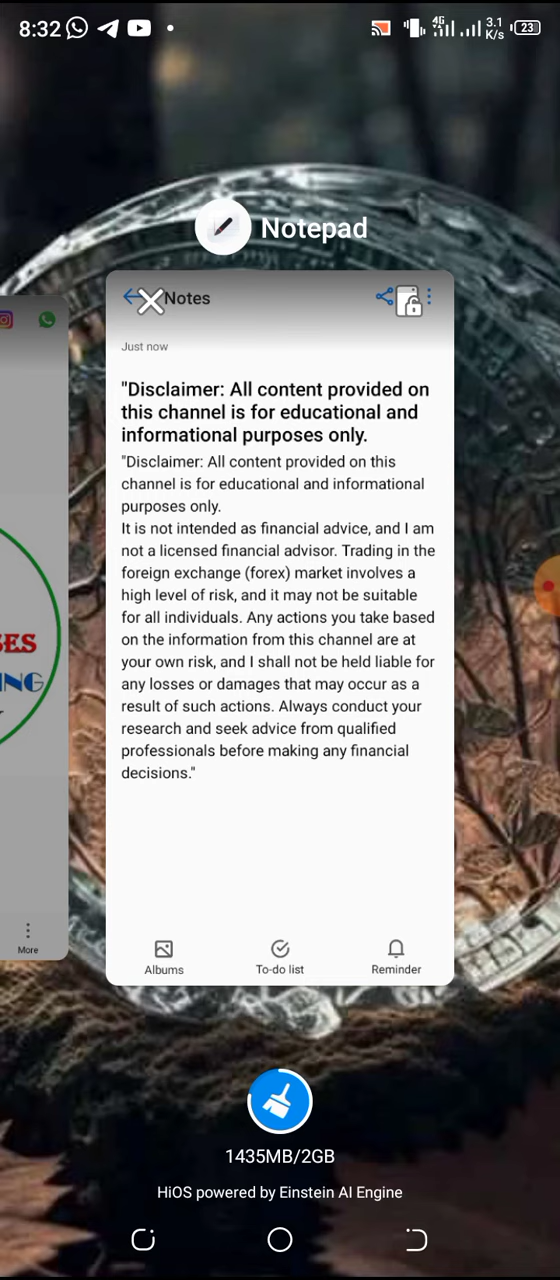 8:32
4G
3.1
K/s
23
Notepad
Notes
Just now
"Disclaimer: All content provided on
this channel is for educational and
informational purposes only.
"Disclaimer: All content provided on this
channel is for educational and informational
purposes only.
It is not intended as financial advice, and I am
not a licensed financial advisor. Trading in the
foreign exchange (forex) market involves a
high level of risk, and it may not be suitable
for all individuals. Any actions you take based
on the information from this channel are at
your own risk, and I shall not be held liable for
any losses or damages that may occur as a
result of such actions. Always conduct your
research and seek advice from qualified
professionals before making any financial
decisions."
SES
ING
More
Albums
To-do list
Reminder
1435MB/2GB
HiOS powered by Einstein AI Engine